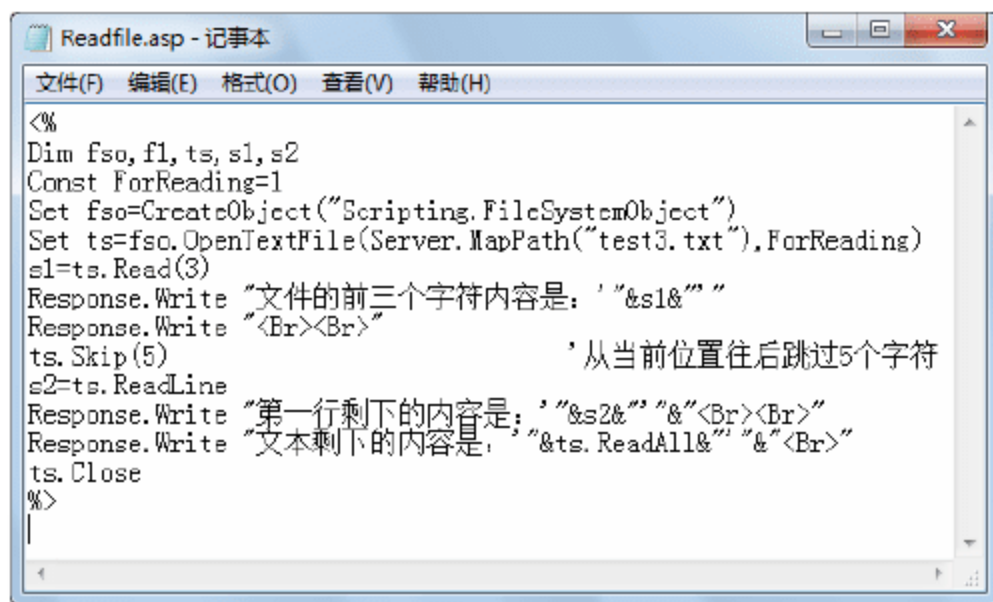 Readfile.asp - 记事本
文件(F) 编辑(E) 格式(O) 查看(V) 帮助(H)
<%
Dim fso,f1,ts,s1,s2
Const ForReading=1
Set fso=CreateObject("Scripting.FileSystemObject")
Set ts=fso.OpenTextFile(Server.MapPath("test3.txt"),ForReading)
s1=ts.Read(3)
Response.Write "文件的前三个字符内容是：'"&s1&"'"
Response.Write "<Br><Br>"
ts.Skip(5) '从当前位置往后跳过5个字符
s2=ts.ReadLine
Response.Write "第一行剩下的内容是：'"&s2&"'"&"<Br><Br>"
Response.Write "文本剩下的内容是：'"&ts.ReadAll&"'"&"<Br>"
ts.Close
%>